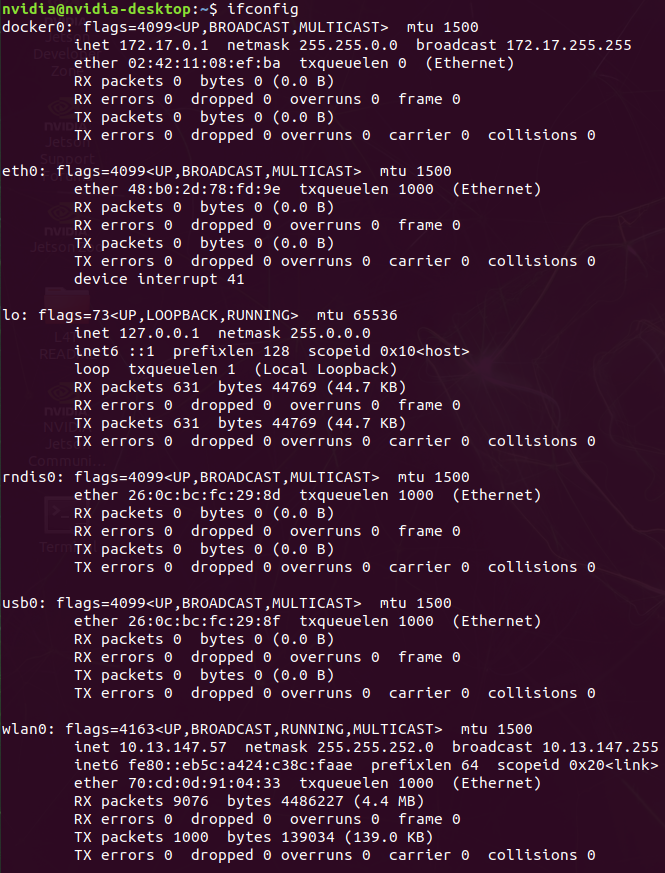 nvidia@nvidia-desktop:~$ ifconfig
docker0: flags=4099<UP,BROADCAST,MULTICAST>  mtu 1500
        inet 172.17.0.1  netmask 255.255.0.0  broadcast 172.17.255.255
        ether 02:42:11:08:ef:ba  txqueuelen 0  (Ethernet)
        RX packets 0  bytes 0 (0.0 B)
        RX errors 0  dropped 0  overruns 0  frame 0
        TX packets 0  bytes 0 (0.0 B)
        TX errors 0  dropped 0 overruns 0  carrier 0  collisions 0

eth0: flags=4099<UP,BROADCAST,MULTICAST>  mtu 1500
        ether 48:b0:2d:78:fd:9e  txqueuelen 1000  (Ethernet)
        RX packets 0  bytes 0 (0.0 B)
        RX errors 0  dropped 0  overruns 0  frame 0
        TX packets 0  bytes 0 (0.0 B)
        TX errors 0  dropped 0 overruns 0  carrier 0  collisions 0
        device interrupt 41

lo: flags=73<UP,LOOPBACK,RUNNING>  mtu 65536
        inet 127.0.0.1  netmask 255.0.0.0
        inet6 ::1  prefixlen 128  scopeid 0x10<host>
        loop  txqueuelen 1  (Local Loopback)
        RX packets 631  bytes 44769 (44.7 KB)
        RX errors 0  dropped 0  overruns 0  frame 0
        TX packets 631  bytes 44769 (44.7 KB)
        TX errors 0  dropped 0 overruns 0  carrier 0  collisions 0

rndis0: flags=4099<UP,BROADCAST,MULTICAST>  mtu 1500
        ether 26:0c:bc:fc:29:8d  txqueuelen 1000  (Ethernet)
        RX packets 0  bytes 0 (0.0 B)
        RX errors 0  dropped 0  overruns 0  frame 0
        TX packets 0  bytes 0 (0.0 B)
        TX errors 0  dropped 0 overruns 0  carrier 0  collisions 0

usb0: flags=4099<UP,BROADCAST,MULTICAST>  mtu 1500
        ether 26:0c:bc:fc:29:8f  txqueuelen 1000  (Ethernet)
        RX packets 0  bytes 0 (0.0 B)
        RX errors 0  dropped 0  overruns 0  frame 0
        TX packets 0  bytes 0 (0.0 B)
        TX errors 0  dropped 0 overruns 0  carrier 0  collisions 0

wlan0: flags=4163<UP,BROADCAST,RUNNING,MULTICAST>  mtu 1500
        inet 10.13.147.57  netmask 255.255.252.0  broadcast 10.13.147.255
        inet6 fe80::eb5c:a424:c38c:faae  prefixlen 64  scopeid 0x20<link>
        ether 70:cd:0d:91:04:33  txqueuelen 1000  (Ethernet)
        RX packets 9076  bytes 4486227 (4.4 MB)
        RX errors 0  dropped 0  overruns 0  frame 0
        TX packets 1000  bytes 139034 (139.0 KB)
        TX errors 0  dropped 0 overruns 0  carrier 0  collisions 0